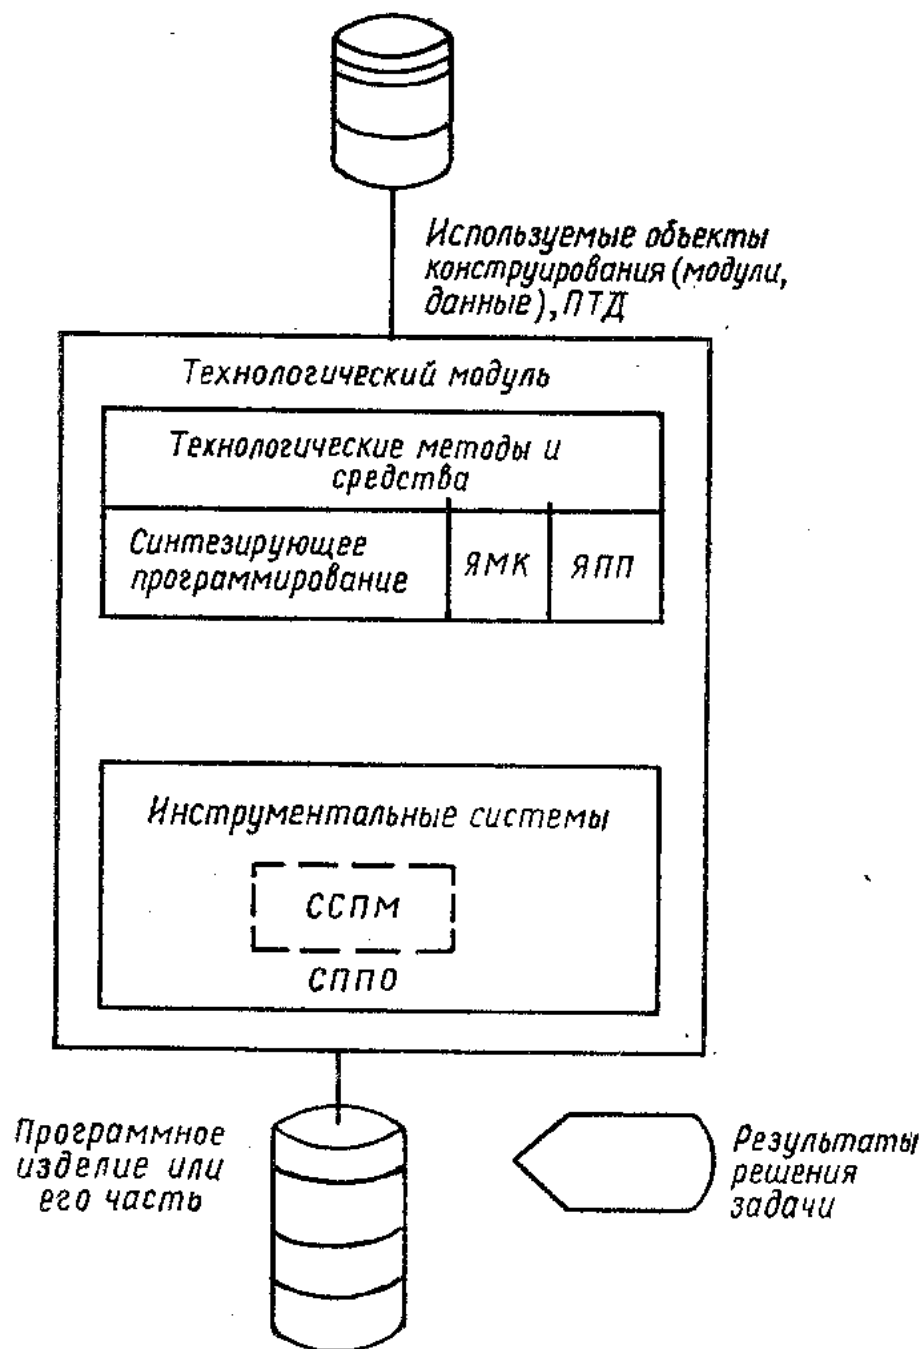 Используемые объекты
конструирования (модули,
данные), ПТД
Технологический модуль
Технологические методы и
средства
Синтезирующее
программирование
ЯМК
ЯПП
Инструментальные системы
ССПМ
СППО
Программное
изделие или
его часть
Результаты
решения
задачи